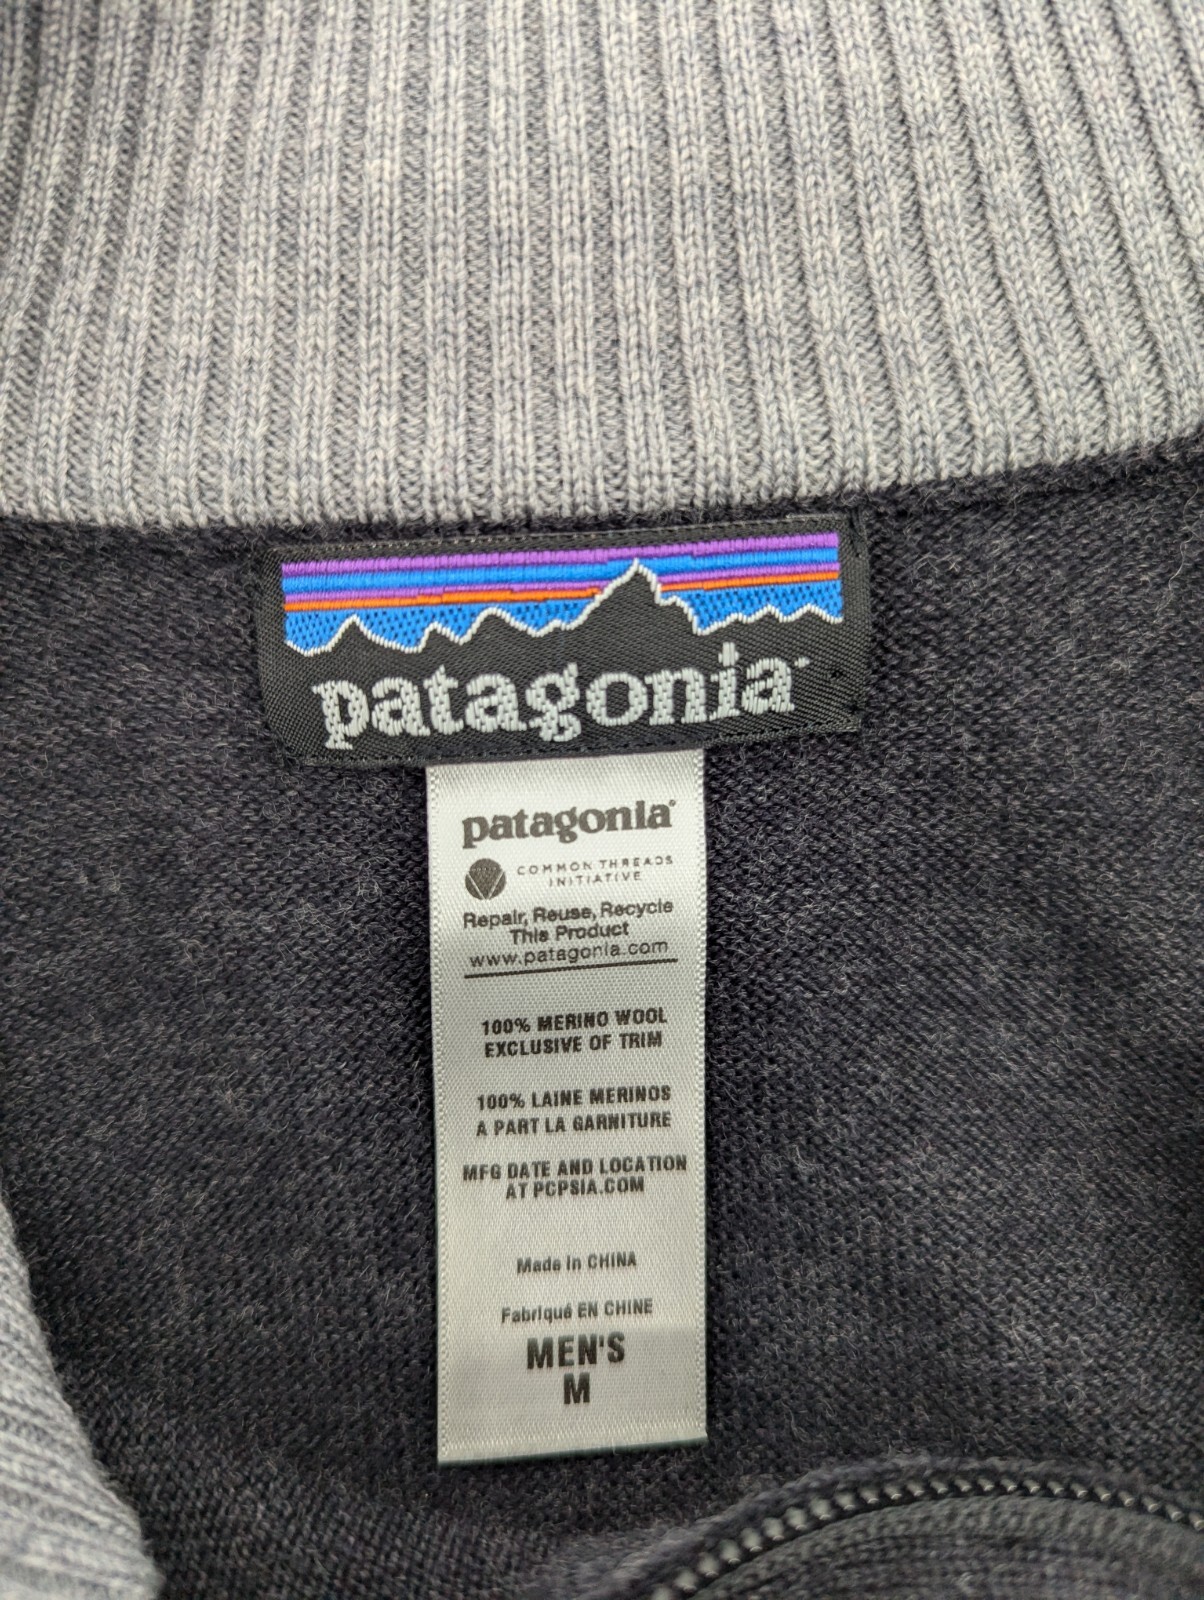 patagonia
patagonia®
COMMON THREADS
INITIATIVE
Repair, Reuse, Recycle
This Product
www.patagonia.com
100% MERINO WOOL
EXCLUSIVE OF TRIM
100% LAINE MERINOS
A PART LA GARNITURE
MFG DATE AND LOCATION
AT PCPSIA.COM
Made in CHINA
Fabriqué EN CHINE
MEN'S
M